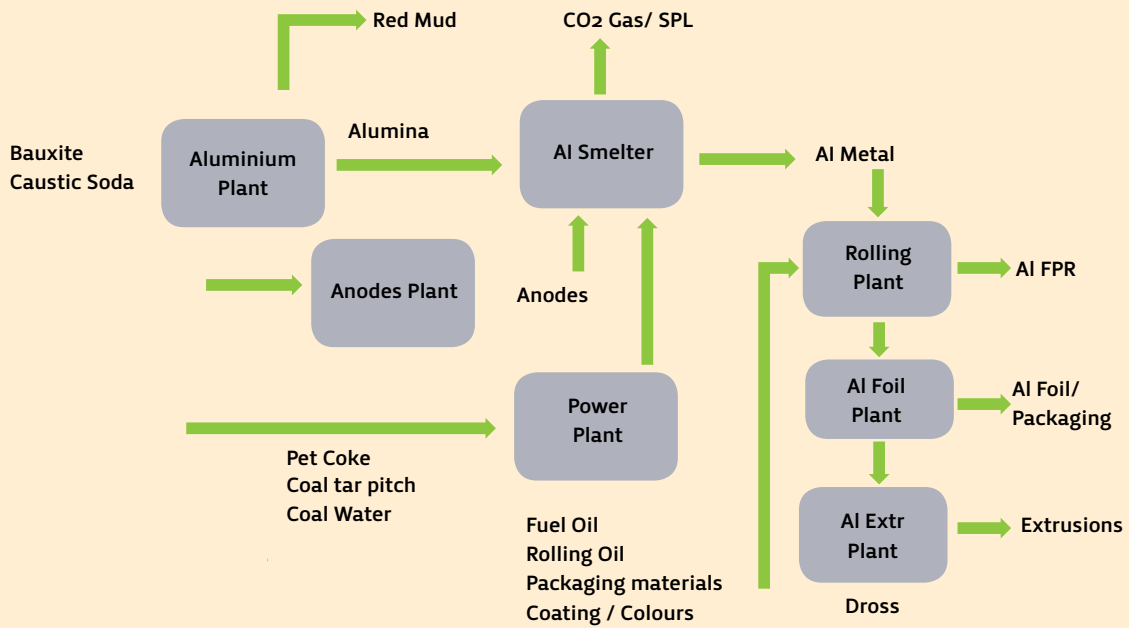 Red Mud
CO2 Gas/ SPL
Bauxite
Caustic Soda
Aluminium
Plant
Alumina
Al Smelter
Al Metal
Rolling
Plant
Al FPR
Anodes Plant
Anodes
Al Foil
Plant
Al Foil/
Packaging
Power
Plant
Pet Coke
Coal tar pitch
Coal Water
Al Extr
Plant
Extrusions
Fuel Oil
Rolling Oil
Packaging materials
Coating / Colours
Dross